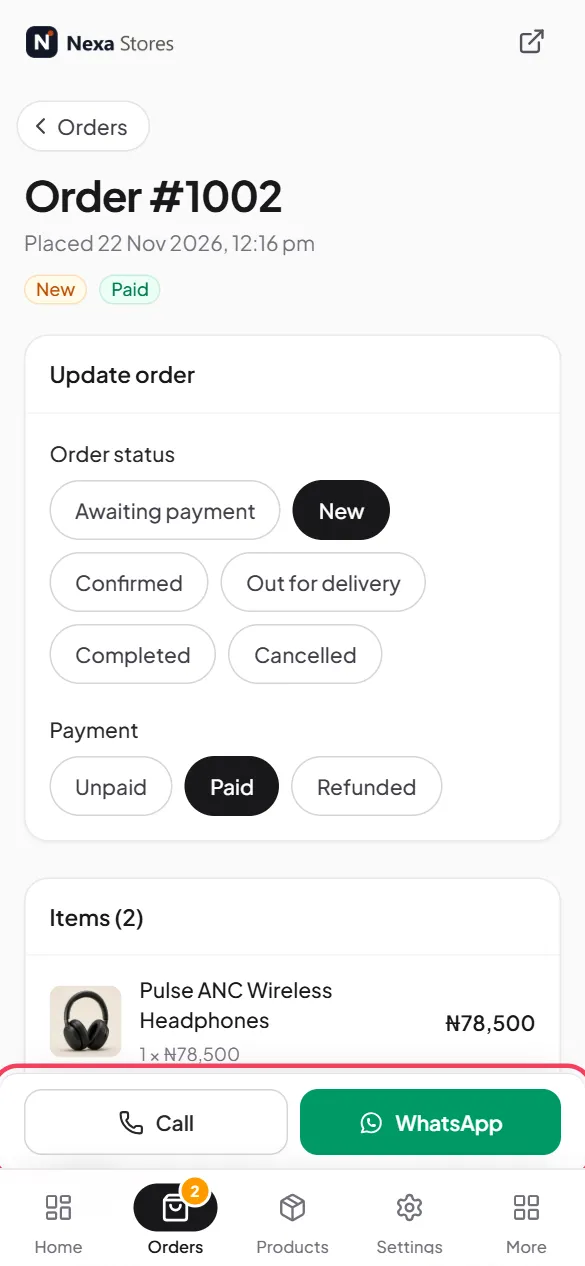 N Nexa Stores
Orders
Order #1002
Placed 22 Nov 2026, 12:16 pm
New Paid
Update order
Order status
Awaiting payment New
Confirmed Out for delivery
Completed Cancelled
Payment
Unpaid Paid Refunded
Items (2)
Pulse ANC Wireless
Headphones
₦78,500
1 × ₦78,500
Call WhatsApp
2
Home Orders Products Settings More